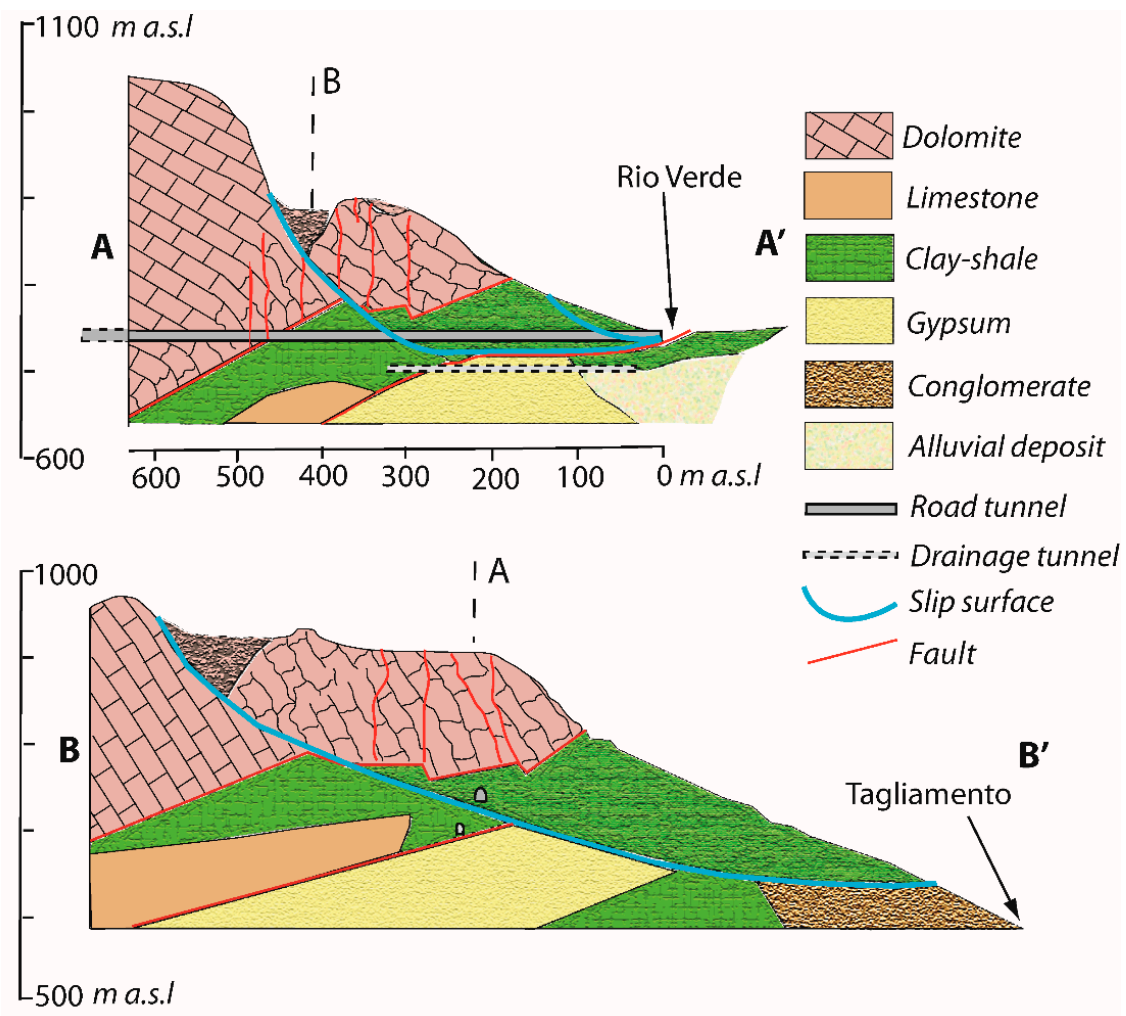 1100 m a.s.l
B
Rio Verde
A
A'
600
600 500 400 300 200 100 0 m a.s.l
Dolomite
Limestone
Clay-shale
Gypsum
Conglomerate
Alluvial deposit
Road tunnel
Drainage tunnel
Slip surface
Fault
1000
A
B
B'
Tagliamento
500 m a.s.l